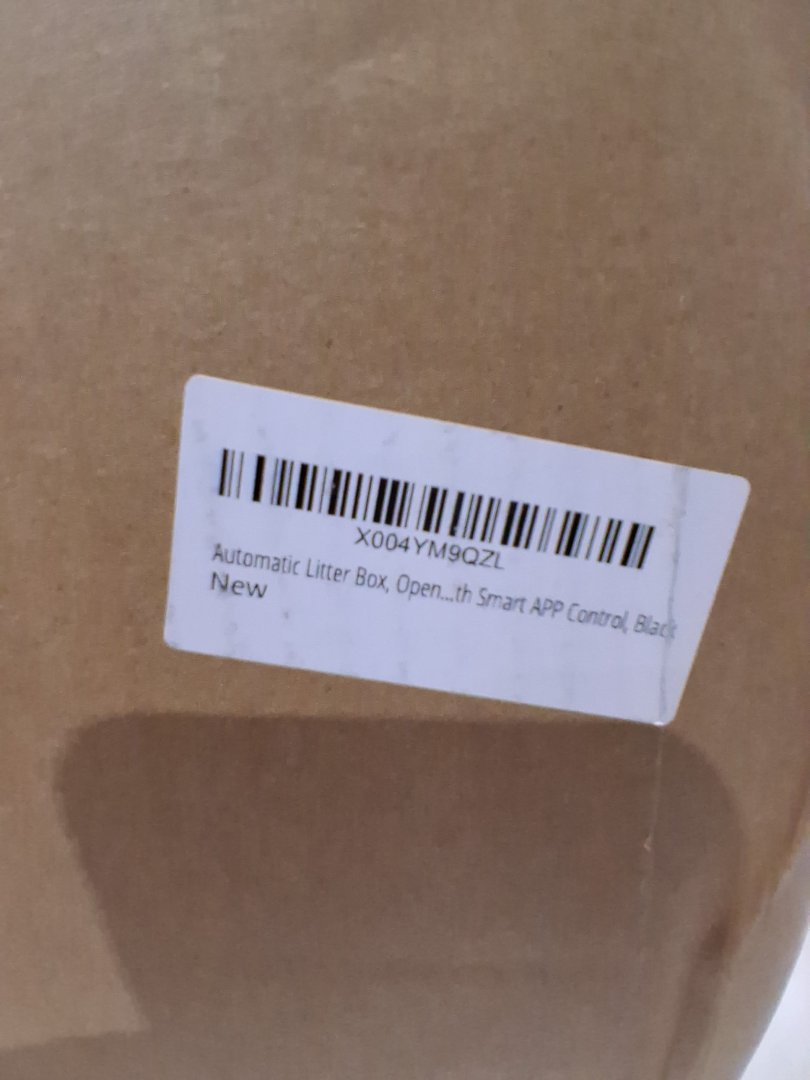 X004YM9QZL
Automatic Litter Box, Open...th Smart APP Control, Black
New